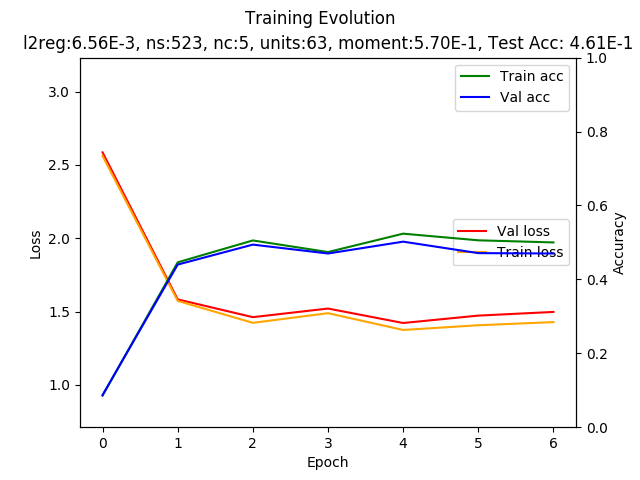 Training Evolution
l2reg:6.56E-3, ns:523, nc:5, units:63, moment:5.70E-1, Test Acc: 4.61E-1
Train acc
Val acc
Val loss
Train loss
Loss
3.0
2.5
2.0
1.5
1.0
1.0
0.8
0.6
0.4
0.2
0.0
Accuracy
0 1 2 3 4 5 6
Epoch